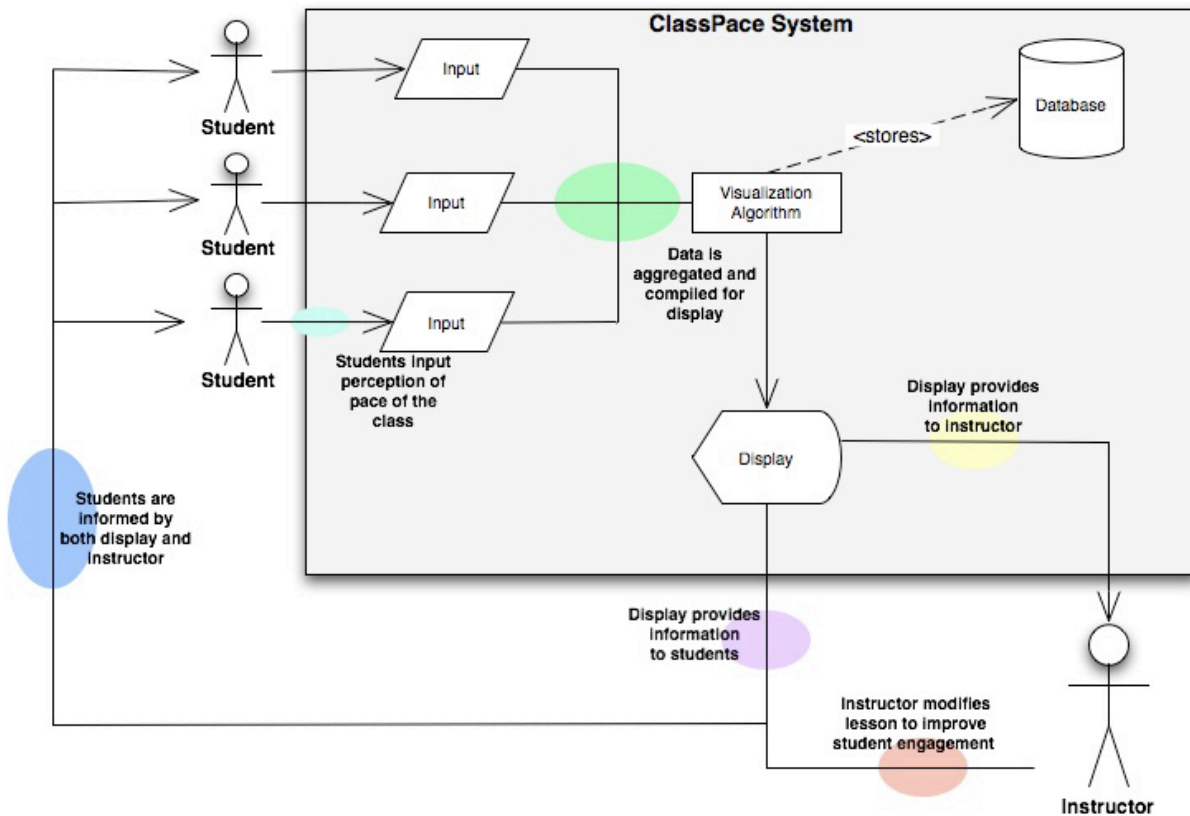 ClassPace System
Input
Database
Student
<stores>
Input
Visualization
Algorithm
Student
Data is
aggregated and
compiled for
display
Input
Student
Students input
perception of
pace of the
class
Display provides
information
to instructor
Display
Students are
informed by
both display and
instructor
Display provides
information
to students
Instructor modifies
lesson to improve
student engagement
Instructor